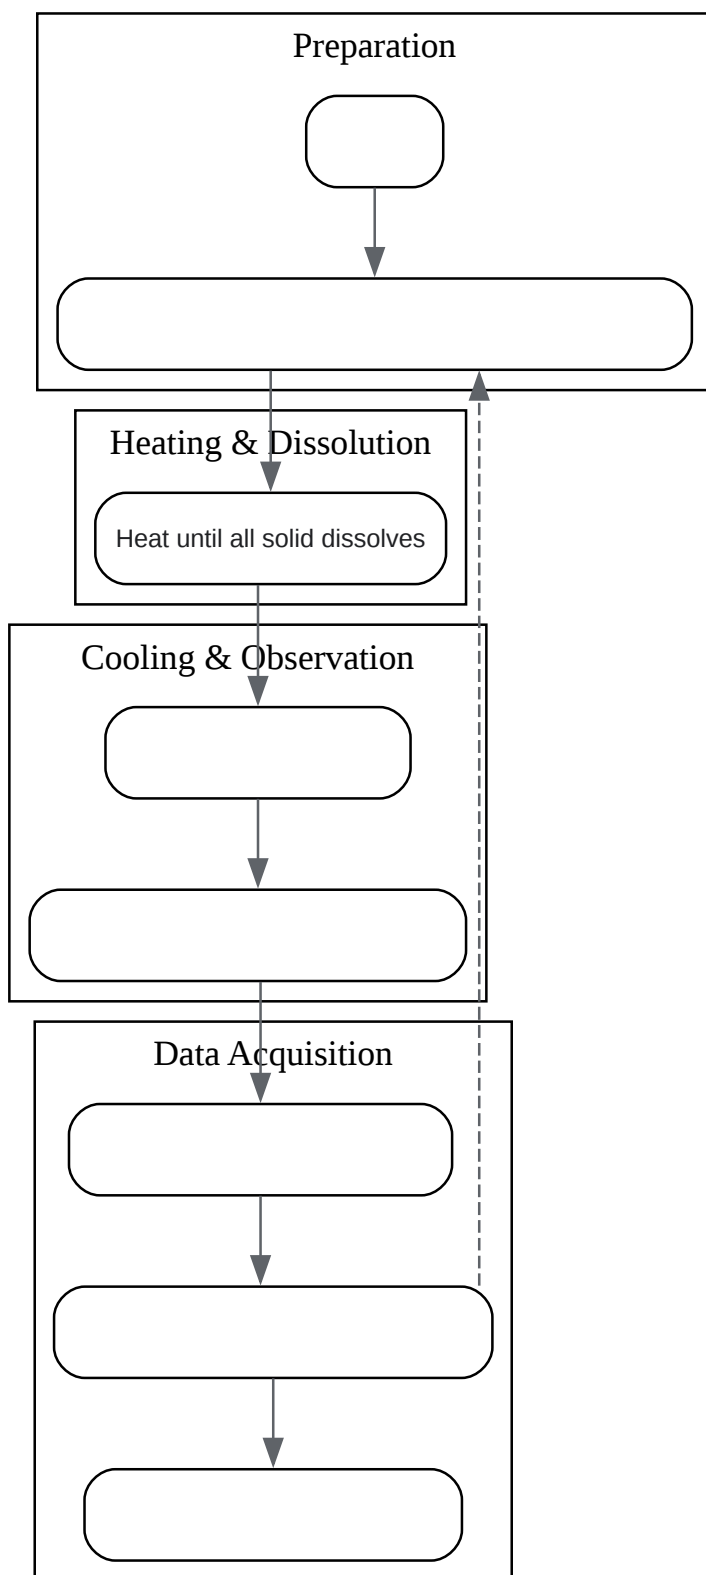 Preparation
Heating & Dissolution
Heat until all solid dissolves
Cooling & Observation
Data Acquisition